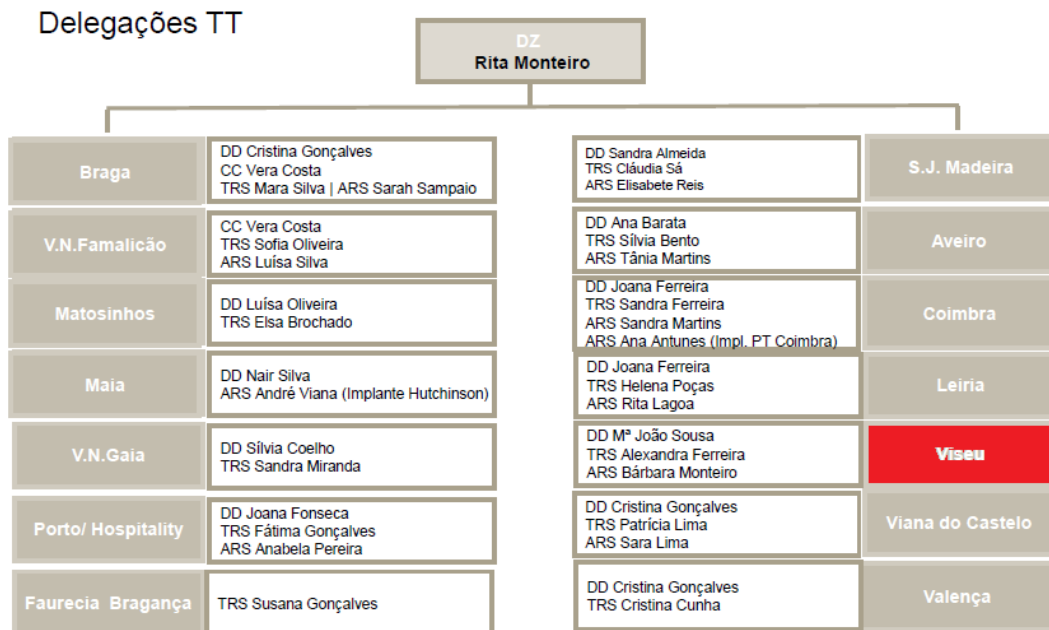 Delegações TT
DZ
Rita Monteiro
Braga
DD Cristina Gonçalves
CC Vera Costa
TRS Mara Silva | ARS Sarah Sampaio
V.N.Famalicão
CC Vera Costa
TRS Sofia Oliveira
ARS Luísa Silva
Matosinhos
DD Luísa Oliveira
TRS Elsa Brochado
Maia
DD Nair Silva
ARS André Viana (Implante Hutchinson)
V.N.Gaia
DD Sílvia Coelho
TRS Sandra Miranda
Porto/ Hospitality
DD Joana Fonseca
TRS Fátima Gonçalves
ARS Anabela Pereira
Faurecia Bragança
TRS Susana Gonçalves
DD Sandra Almeida
TRS Cláudia Sá
ARS Elisabete Reis
S.J. Madeira
DD Ana Barata
TRS Sílvia Bento
ARS Tânia Martins
Aveiro
DD Joana Ferreira
TRS Sandra Ferreira
ARS Sandra Martins
ARS Ana Antunes (Impl. PT Coimbra)
Coimbra
DD Joana Ferreira
TRS Helena Poças
ARS Rita Lagoa
Leiria
DD Mª João Sousa
TRS Alexandra Ferreira
ARS Bárbara Monteiro
Viseu
DD Cristina Gonçalves
TRS Patrícia Lima
ARS Sara Lima
Viana do Castelo
DD Cristina Gonçalves
TRS Cristina Cunha
Valença